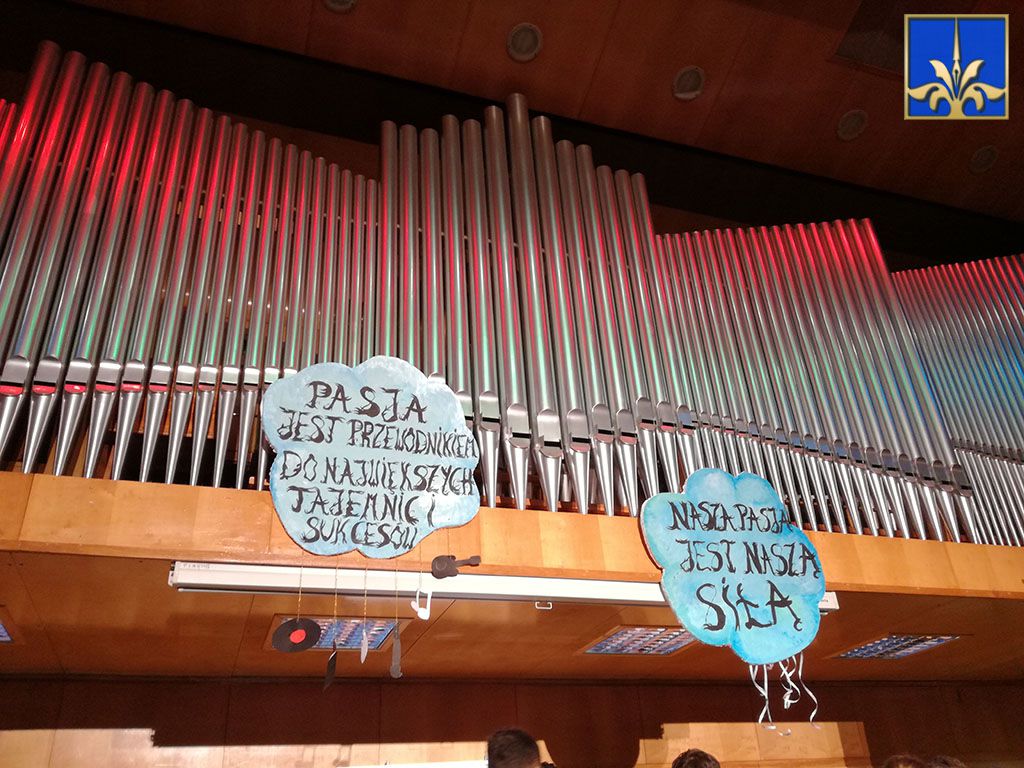 PASJA
JEST PRZEWODNIKIEM
DO NAJWIĘKSZYCH
TAJEMNIC I
SUKCESÓW
NASZA PASJA
JEST NASZĄ
SIŁĄ